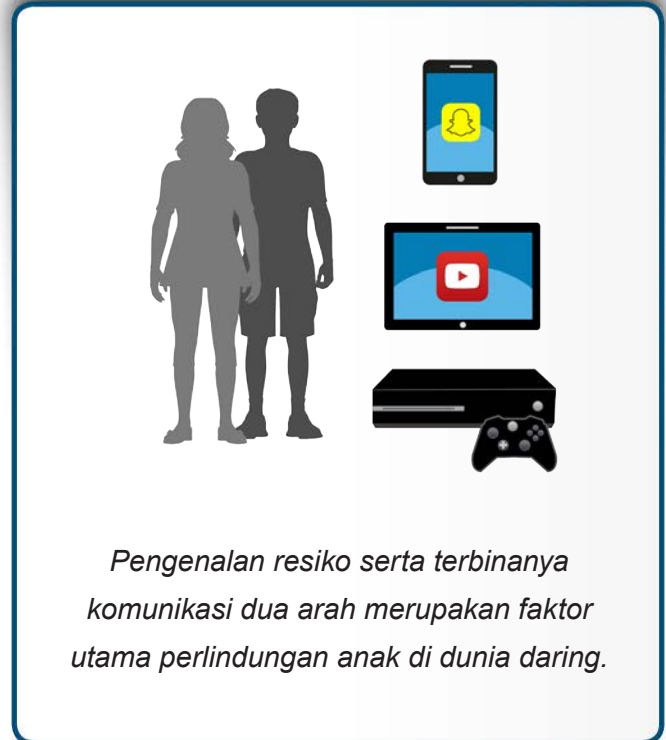 Pengenalan resiko serta terbinanya
komunikasi dua arah merupakan faktor
utama perlindungan anak di dunia daring.